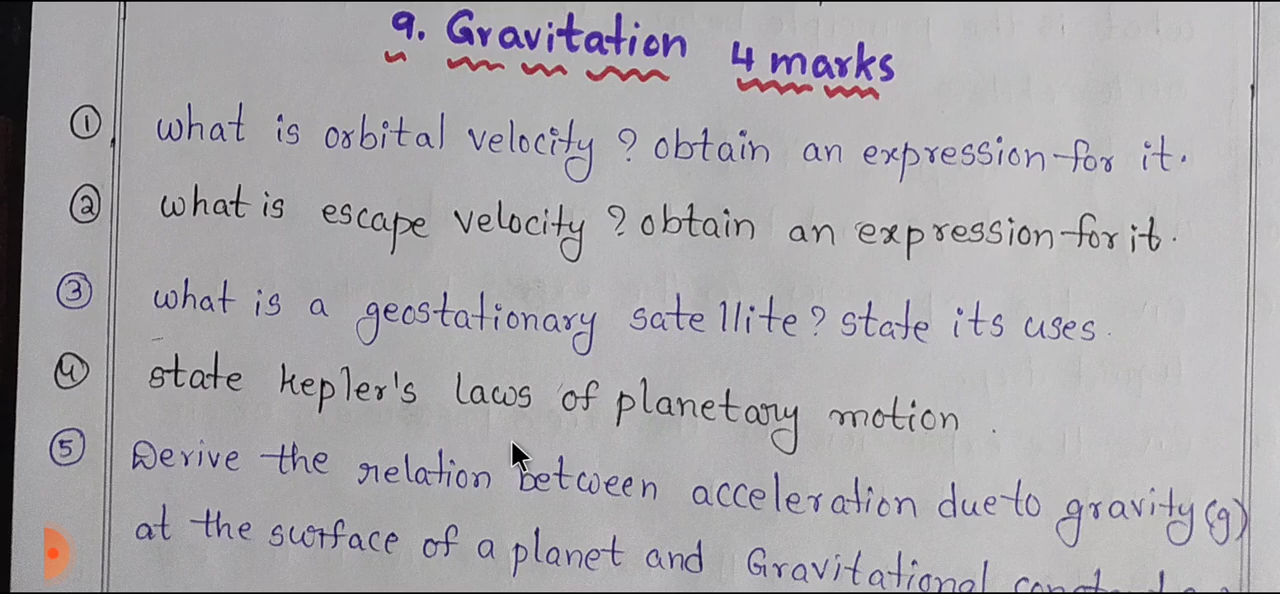 9. Gravitation 4 marks
① what is orbital velocity ? obtain an expression for it.
② what is escape velocity ? obtain an expression for it.
③ what is a geostationary satellite? state its uses.
④ state kepler's laws of planetary motion.
⑤ Derive the relation between acceleration due to gravity (g)
at the surface of a planet and Gravitational